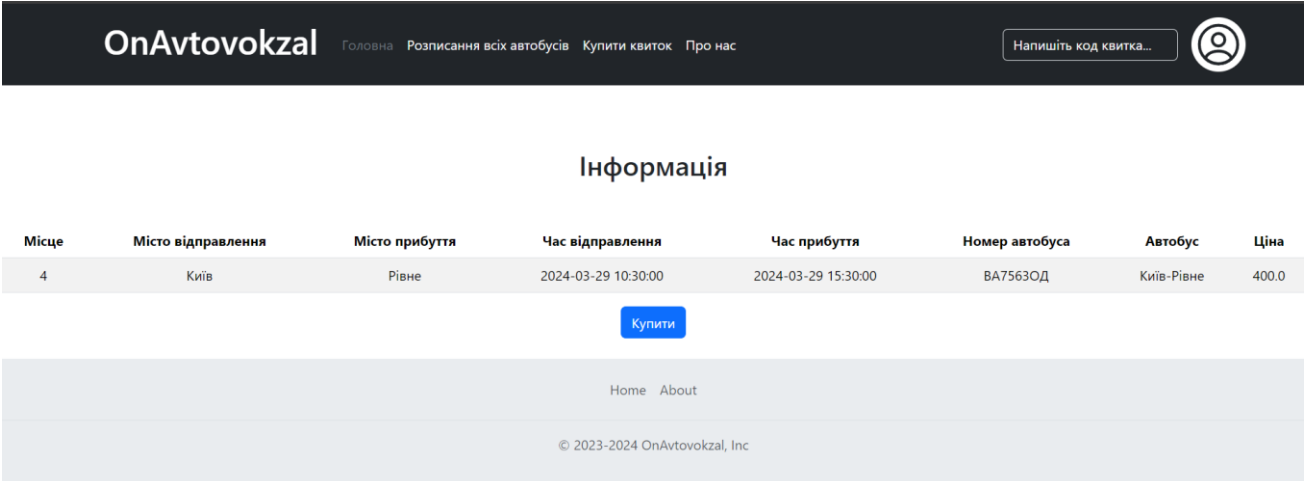 OnAvtovokzal Головна Розписання всіх автобусів Купити квиток Про нас Напишіть код квитка...
Інформація
Місце Місто відправлення Місто прибуття Час відправлення Час прибуття Номер автобуса Автобус Ціна
4 Київ Рівне 2024-03-29 10:30:00 2024-03-29 15:30:00 ВА7563ОД Київ-Рівне 400.0
Купити
Home About
© 2023-2024 OnAvtovokzal, Inc